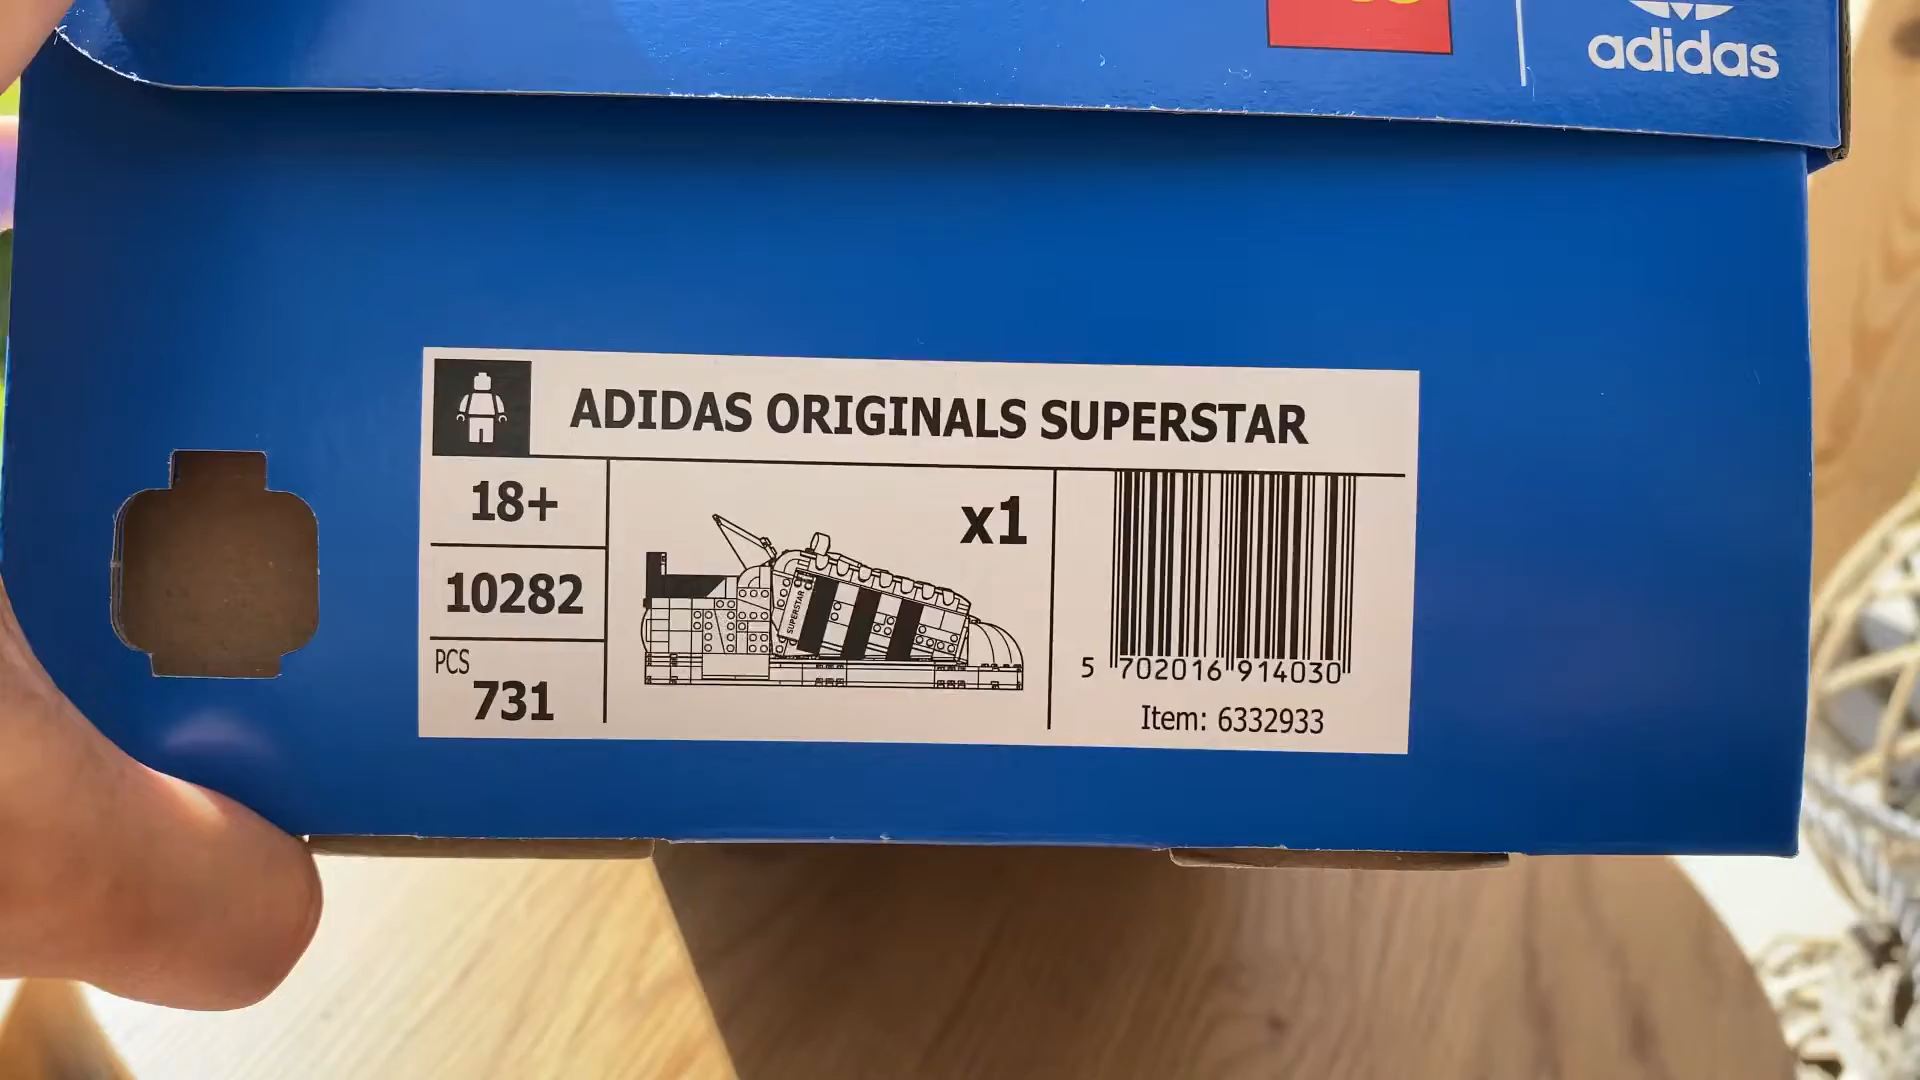 adidas
ADIDAS ORIGINALS SUPERSTAR
18+
10282
PCS
731
x1
SUPERSTAR
5 702016 914030
Item: 6332933